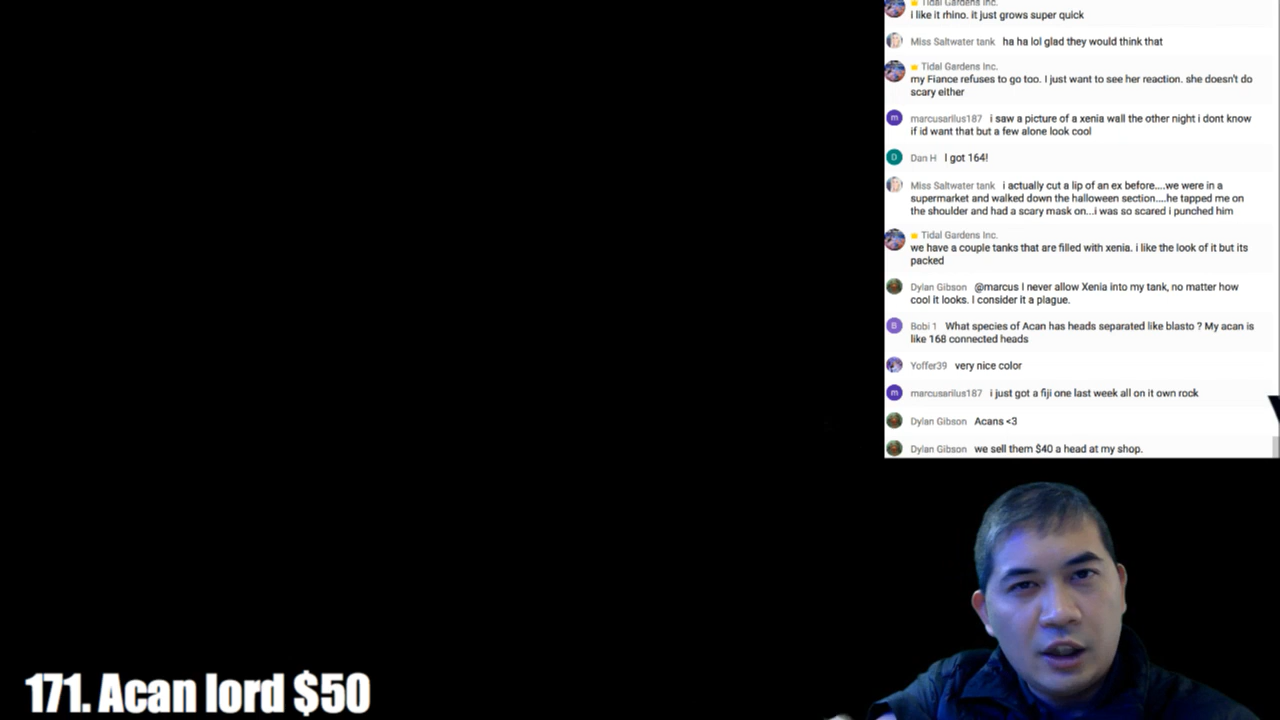 Tidal Gardens Inc.
i like it rhino. it just grows super quick
Miss Saltwater tank ha ha lol glad they would think that
Tidal Gardens Inc.
my Fiance refuses to go too. I just want to see her reaction. she doesn't do
scary either
m marcusarilus187 i saw a picture of a xenia wall the other night i dont know
if id want that but a few alone look cool
D Dan H I got 164!
Miss Saltwater tank i actually cut a lip of an ex before....we were in a
supermarket and walked down the halloween section....he tapped me on
the shoulder and had a scary mask on...i was so scared i punched him
Tidal Gardens Inc.
we have a couple tanks that are filled with xenia. i like the look of it but its
packed
Dylan Gibson @marcus I never allow Xenia into my tank, no matter how
cool it looks. I consider it a plague.
B Bobi 1 What species of Acan has heads separated like blasto ? My acan is
like 168 connected heads
Yoffer39 very nice color
m marcusarilus187 i just got a fiji one last week all on it own rock
Dylan Gibson Acans <3
Dylan Gibson we sell them $40 a head at my shop.
171. Acan lord $50